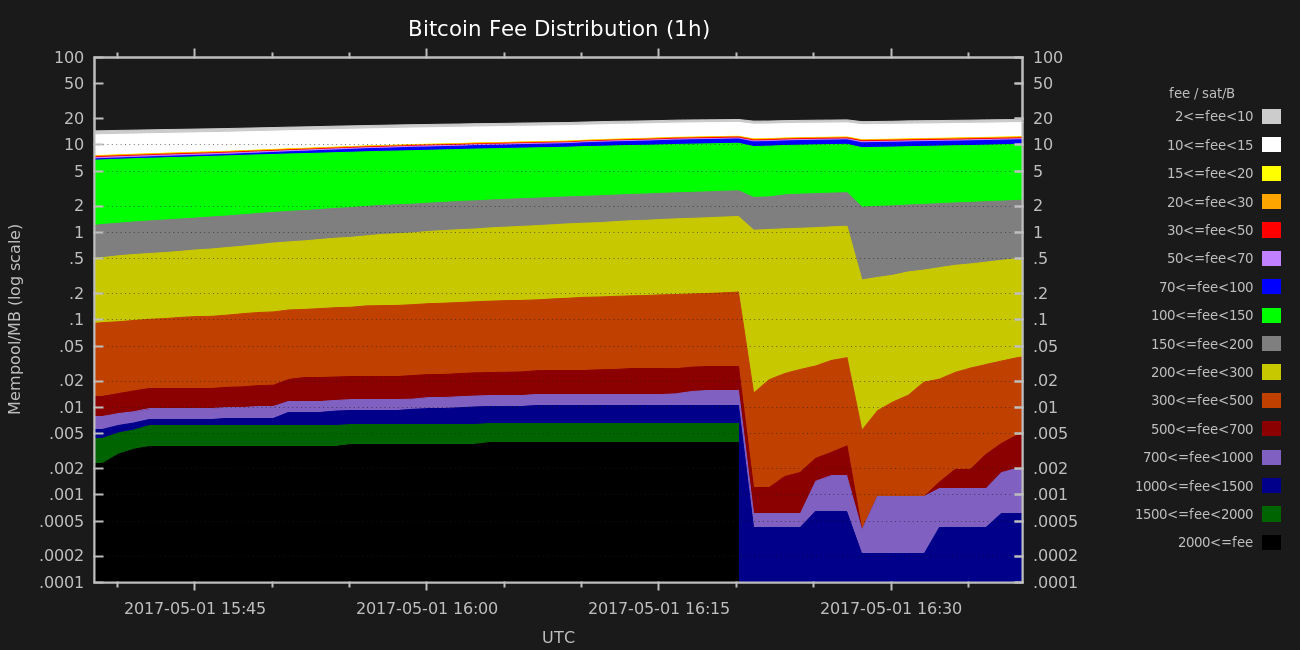 Bitcoin Fee Distribution (1h)
100 100
50 50
20 20
10 10
5 5
2 2
1 1
.5 .5
.2 .2
.1 .1
.05 .05
.02 .02
.01 .01
.005 .005
.002 .002
.001 .001
.0005 .0005
.0002 .0002
.0001 .0001
Mempool/MB (log scale)
2017-05-01 15:45 2017-05-01 16:00 2017-05-01 16:15 2017-05-01 16:30
UTC
fee / sat/B
2<=fee<10
10<=fee<15
15<=fee<20
20<=fee<30
30<=fee<50
50<=fee<70
70<=fee<100
100<=fee<150
150<=fee<200
200<=fee<300
300<=fee<500
500<=fee<700
700<=fee<1000
1000<=fee<1500
1500<=fee<2000
2000<=fee